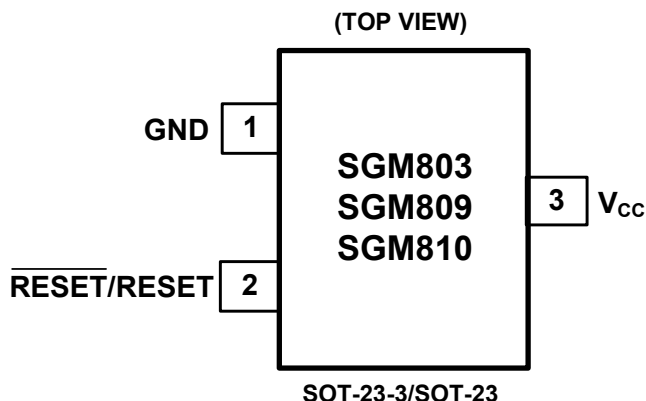 (TOP VIEW)
GND 1
SGM803
SGM809
SGM810
3 VCC
RESET/RESET 2
SOT-23-3/SOT-23